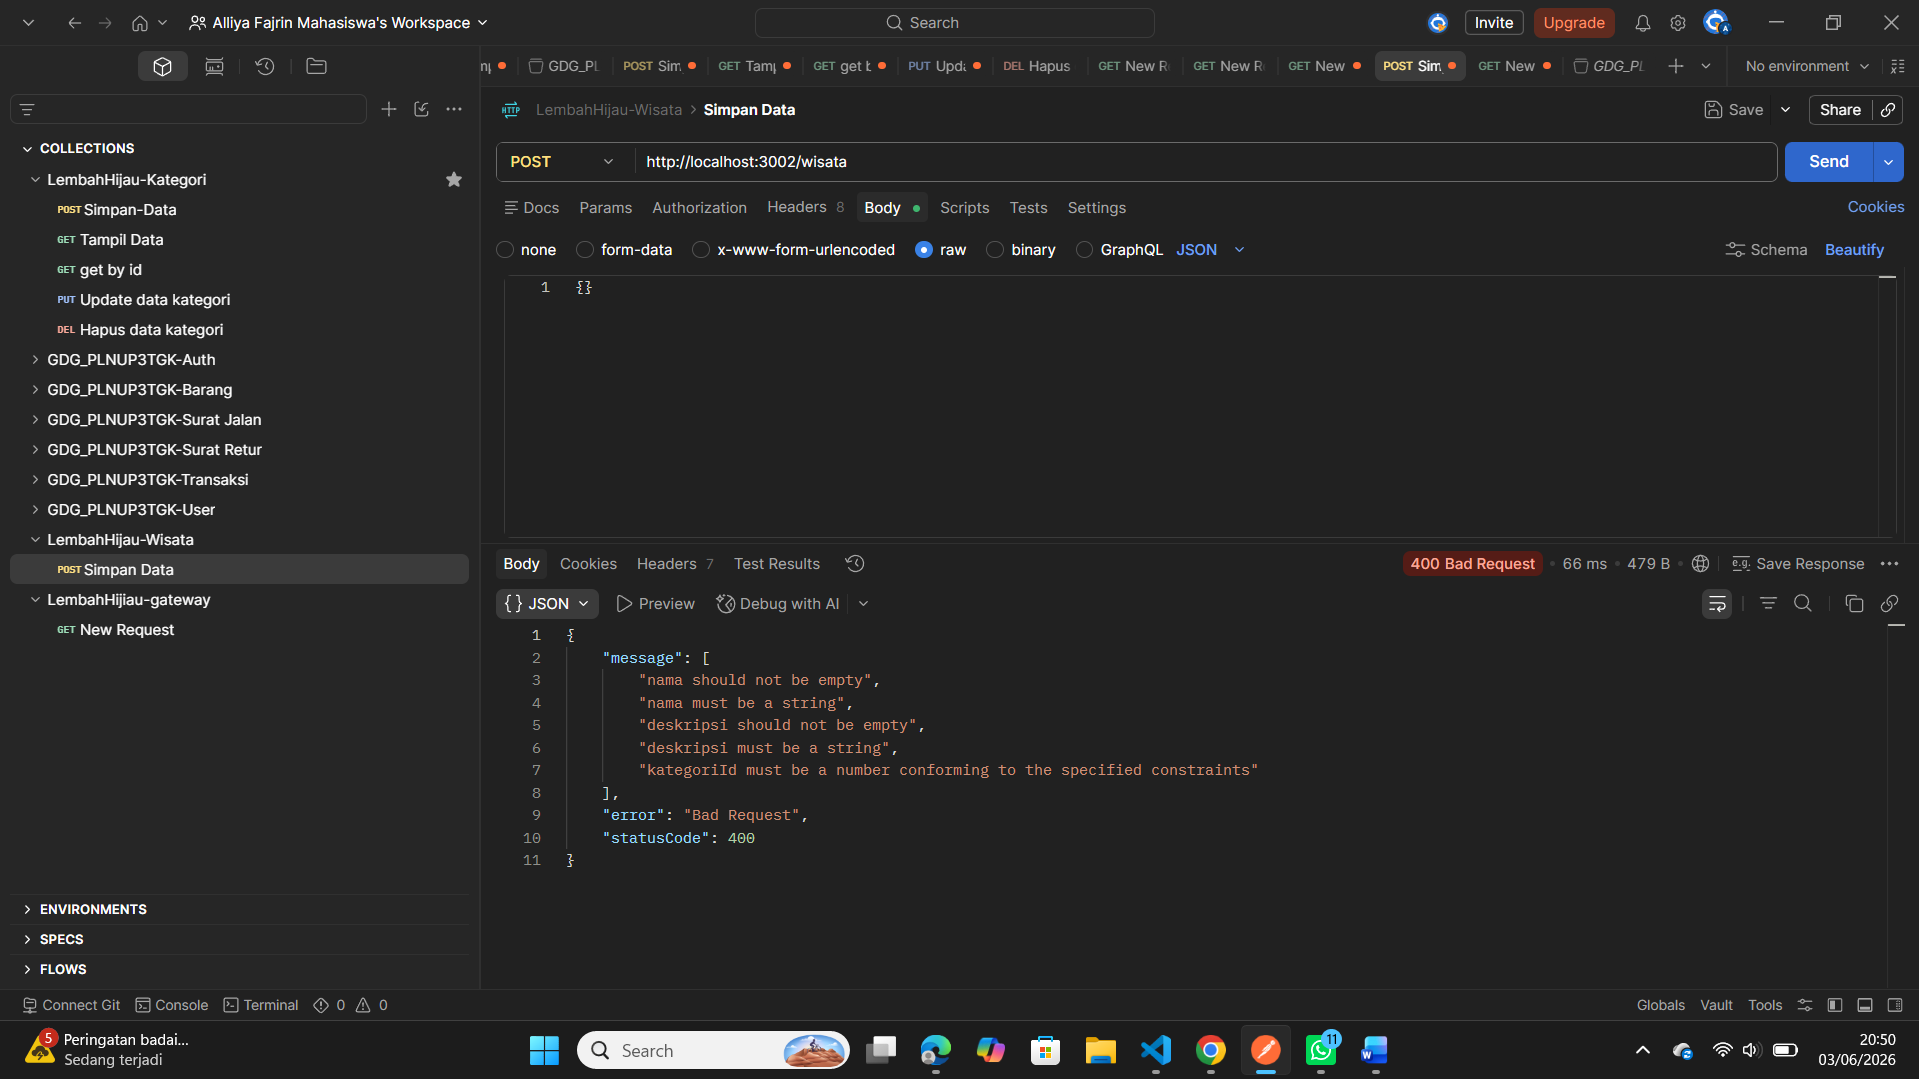 Alliya Fajrin Mahasiswa's Workspace
Search
Invite
Upgrade
GDG_PL
POST Sim
GET Tam
GET get b
PUT Upda
DEL Hapus
GET New R
GET New R
GET New
POST Sim
GET New
GDG_PL
No environment
COLLECTIONS
LembahHijau-Kategori
POST Simpan-Data
GET Tampil Data
GET get by id
PUT Update data kategori
DEL Hapus data kategori
GDG_PLNUP3TGK-Auth
GDG_PLNUP3TGK-Barang
GDG_PLNUP3TGK-Surat Jalan
GDG_PLNUP3TGK-Surat Retur
GDG_PLNUP3TGK-Transaksi
GDG_PLNUP3TGK-User
LembahHijau-Wisata
POST Simpan Data
LembahHijiau-gateway
GET New Request
ENVIRONMENTS
SPECS
FLOWS
HTTP LembahHijau-Wisata > Simpan Data
Save
Share
POST
http://localhost:3002/wisata
Send
Docs
Params
Authorization
Headers 8
Body
Scripts
Tests
Settings
Cookies
none
form-data
x-www-form-urlencoded
raw
binary
GraphQL
JSON
Schema
Beautify
1 {}
Body
Cookies
Headers 7
Test Results
400 Bad Request
66 ms
479 B
e.g. Save Response
{} JSON
Preview
Debug with AI
1 {
2 "message": [
3 "nama should not be empty",
4 "nama must be a string",
5 "deskripsi should not be empty",
6 "deskripsi must be a string",
7 "kategoriId must be a number conforming to the specified constraints"
8 ],
9 "error": "Bad Request",
10 "statusCode": 400
11 }
Connect Git
Console
Terminal
0
0
Globals
Vault
Tools
5
Peringatan badai...
Sedang terjadi
Search
11
20:50
03/06/2026